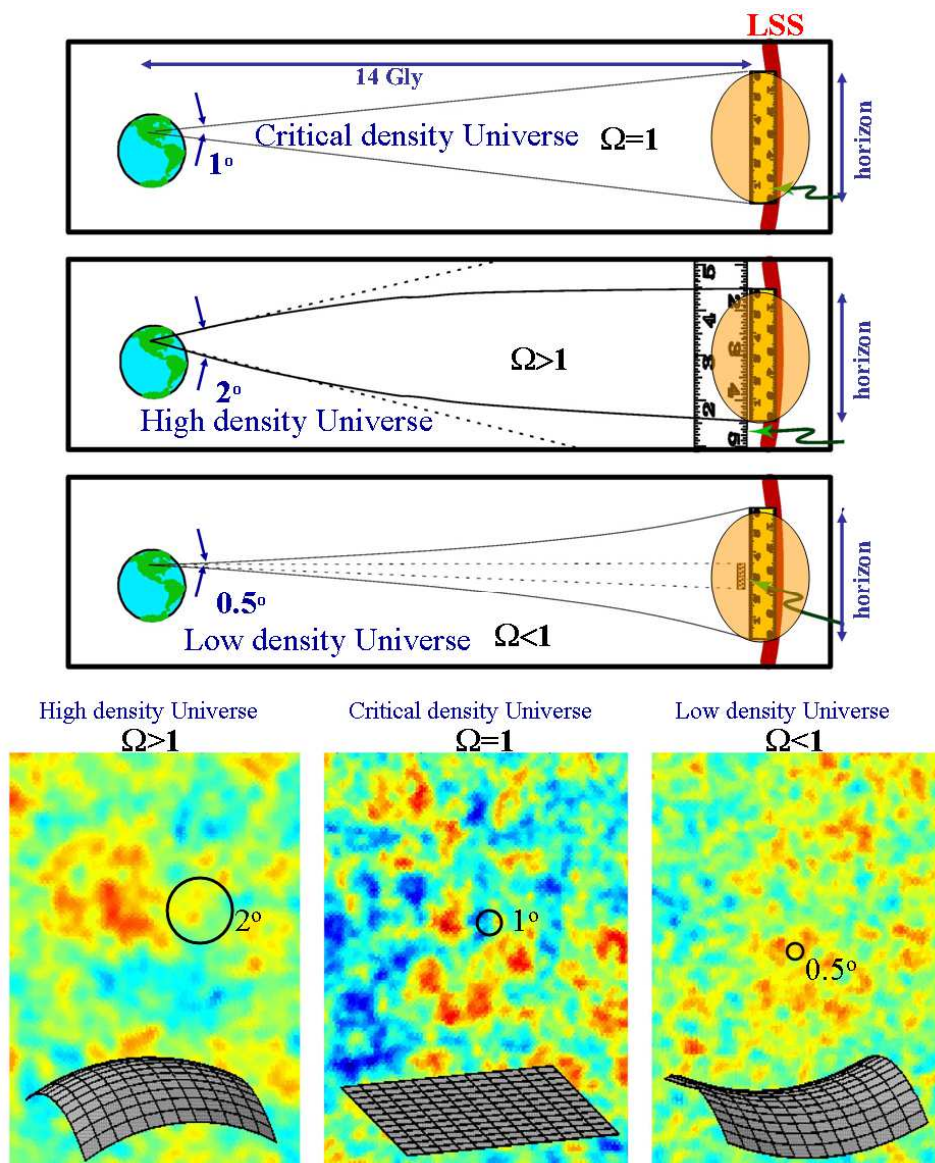 LSS
14 Gly
Critical density Universe Ω=1
1°
horizon
Ω>1
2°
High density Universe
horizon
0.5°
Low density Universe Ω<1
horizon
High density Universe
Ω>1
Critical density Universe
Ω=1
Low density Universe
Ω<1
2°
1°
0.5°